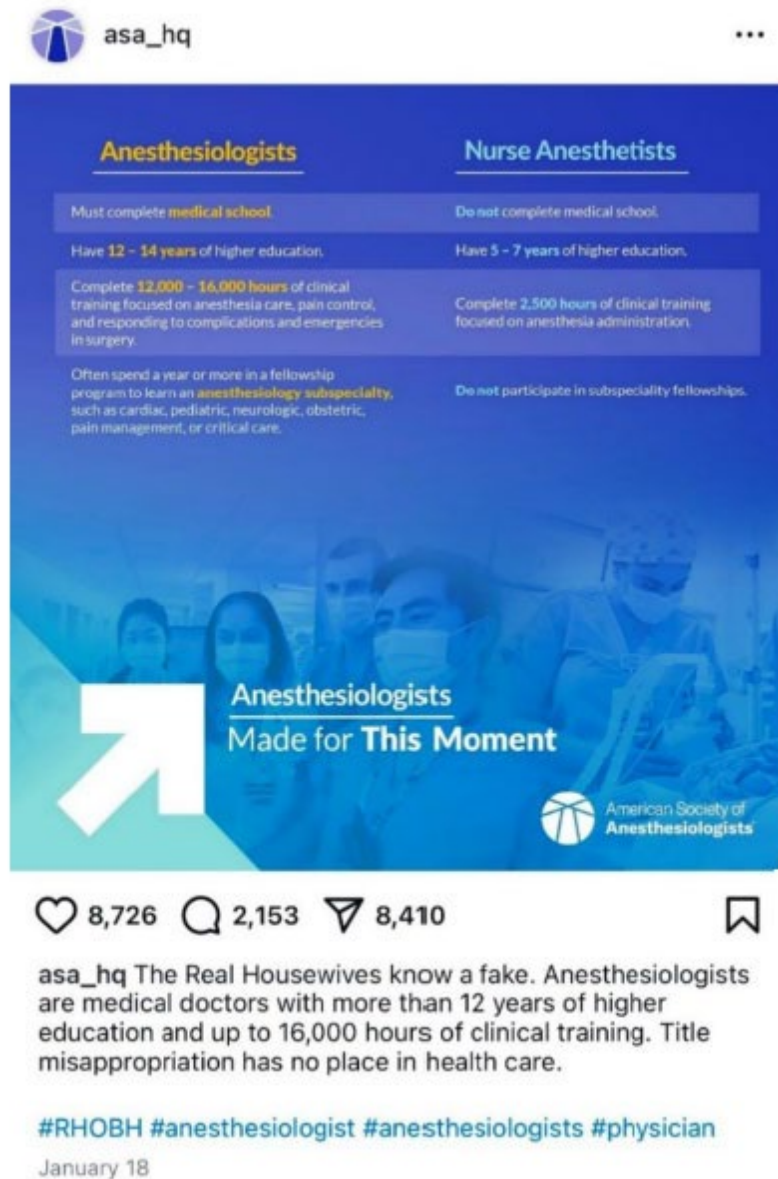 asa_hq
Anesthesiologists
Nurse Anesthetists
Must complete medical school.
Do not complete medical school.
Have 12 – 14 years of higher education.
Have 5 – 7 years of higher education.
Complete 12,000 – 16,000 hours of clinical
training focused on anesthesia care, pain control,
and responding to complications and emergencies
in surgery.
Complete 2,500 hours of clinical training
focused on anesthesia administration.
Often spend a year or more in a fellowship
program to learn an anesthesiology subspecialty,
such as cardiac, pediatric, neurologic, obstetric,
pain management, or critical care.
Do not participate in subspeciality fellowships.
Anesthesiologists
Made for This Moment
American Society of
Anesthesiologists
8,726 2,153 8,410
asa_hq The Real Housewives know a fake. Anesthesiologists
are medical doctors with more than 12 years of higher
education and up to 16,000 hours of clinical training. Title
misappropriation has no place in health care.
#RHOBH #anesthesiologist #anesthesiologists #physician
January 18